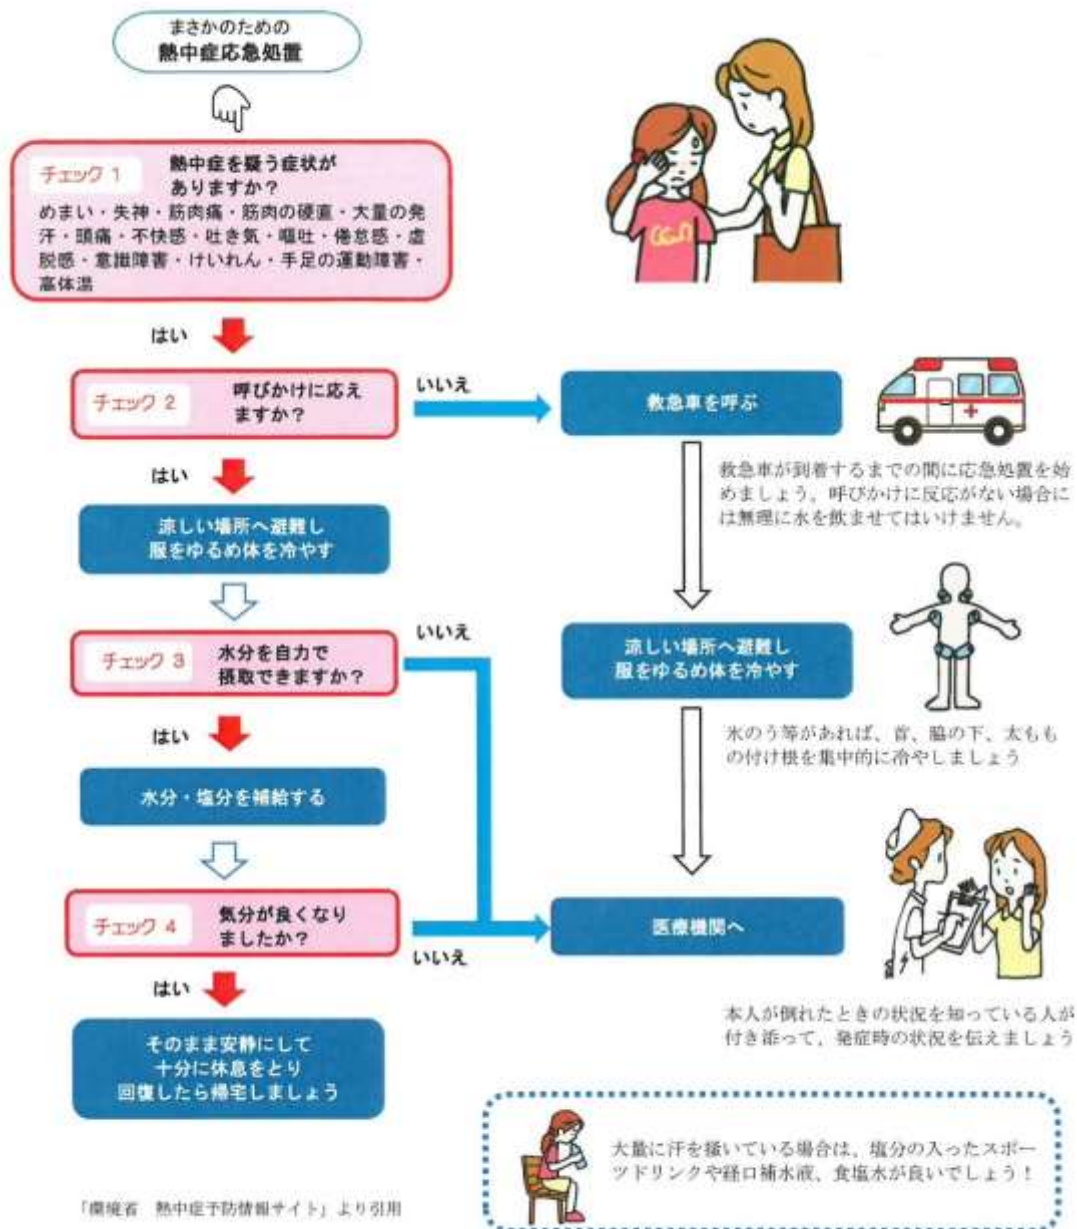 まさかのための
熱中症応急処置
チェック 1
熱中症を疑う症状が
ありますか？
めまい・失神・筋肉痛・筋肉の硬直・大量の発
汗・頭痛・不快感・吐き気・嘔吐・倦怠感・虚
脱感・意識障害・けいれん・手足の運動障害・
高体温
はい
チェック 2
呼びかけに応え
ますか？
いいえ
救急車を呼ぶ
救急車が到着するまでの間に応急処置を始
めましょう。呼びかけに反応がない場合に
は無理に水を飲ませてはいけません。
はい
涼しい場所へ避難し
服をゆるめ体を冷やす
チェック 3
水分を自力で
摂取できますか？
いいえ
涼しい場所へ避難し
服をゆるめ体を冷やす
氷のう等があれば、首、脇の下、太もも
の付け根を集中的に冷やしましょう
はい
水分・塩分を補給する
チェック 4
気分が良くなり
ましたか？
いいえ
医療機関へ
本人が倒れたときの状況を知っている人が
付き添って、発症時の状況を伝えましょう
はい
そのまま安静にして
十分に休息をとり
回復したら帰宅しましょう
大量に汗を掻いている場合は、塩分の入ったスポー
ツドリンクや経口補水液、食塩水が良いでしょう！
「環境省　熱中症予防情報サイト」より引用